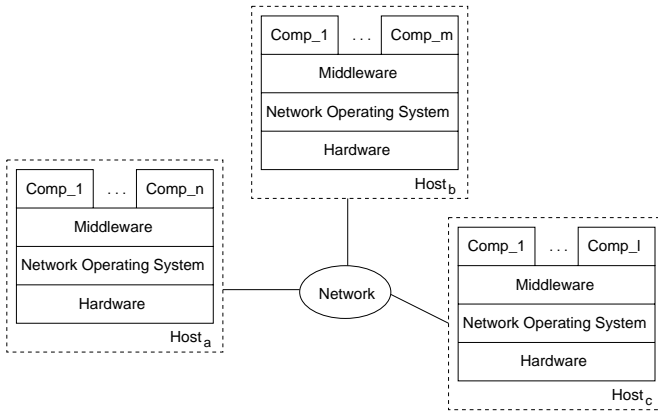 Comp_1 ... Comp_m
Middleware
Network Operating System
Hardware
Host_b
Comp_1 ... Comp_n
Middleware
Network Operating System
Hardware
Host_a
Network
Comp_1 ... Comp_l
Middleware
Network Operating System
Hardware
Host_c